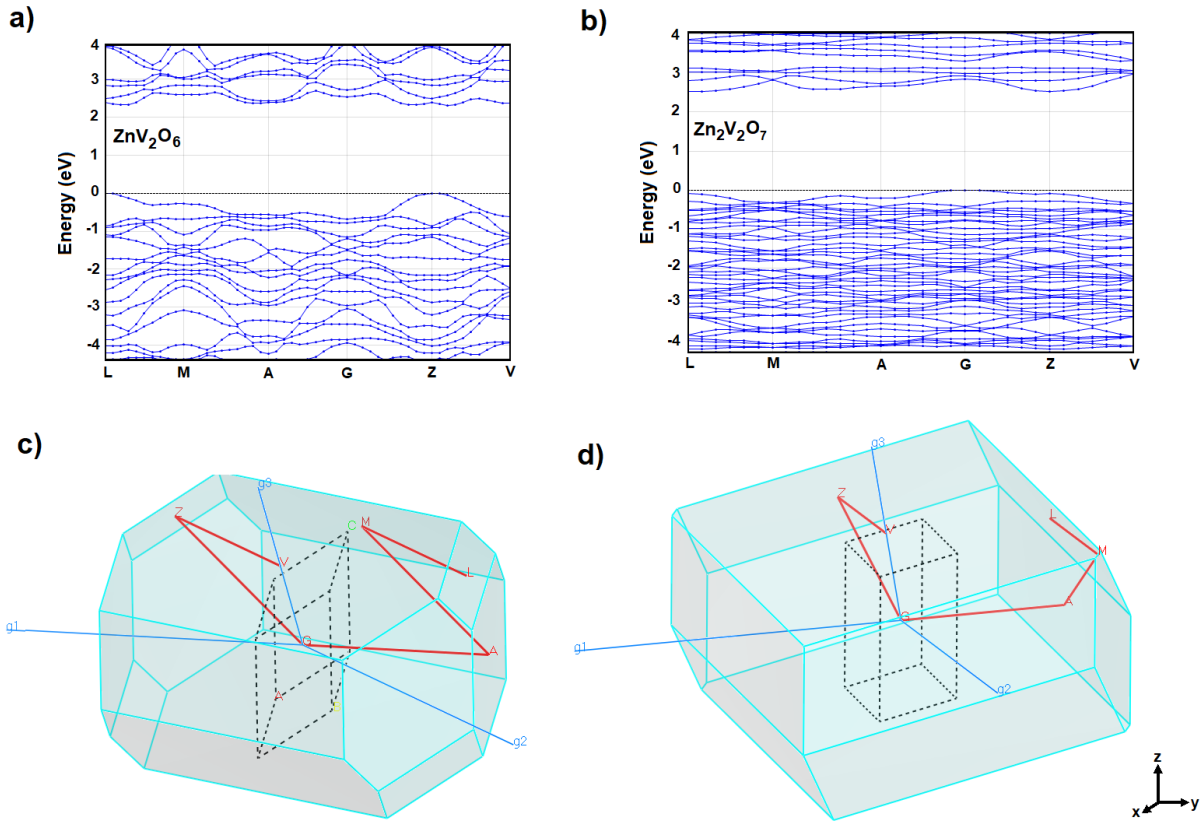 a)
4
3
2
1
0
-1
-2
-3
-4
Energy (eV)
ZnV2O6
L M A G Z V
b)
4
3
2
1
0
-1
-2
-3
-4
Energy (eV)
Zn2V2O7
L M A G Z V
c)
g3
Z
C
M
V
L
g1
G
A
A
B
g2
d)
g3
Z
L
V
M
A
G
g1
g2
z
x
y